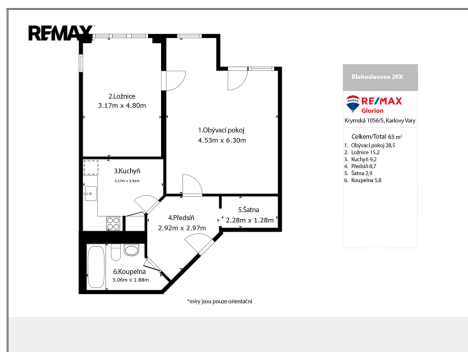 RE/MAX
2.Ložnice
3.17m x 4.80m
1.Obývací pokoj
4.53m x 6.30m
3.Kuchyň
4.Předsíň
2.92m x 2.97m
5.Šatna
2.28m x 1.28m
6.Koupelna
3.06m x 1.88m
*míry jsou pouze orientační
Blahoslavova 2KK
RE/MAX
Glorion
Krymská 1056/5, Karlovy Vary
Celkem/Total 63 m²
1. Obývací pokoj 28,5
2. Ložnice 15,2
3. Kuchyň 9,2
4. Předsíň 8,7
5. Šatna 2,9
6. Koupelna 5,8